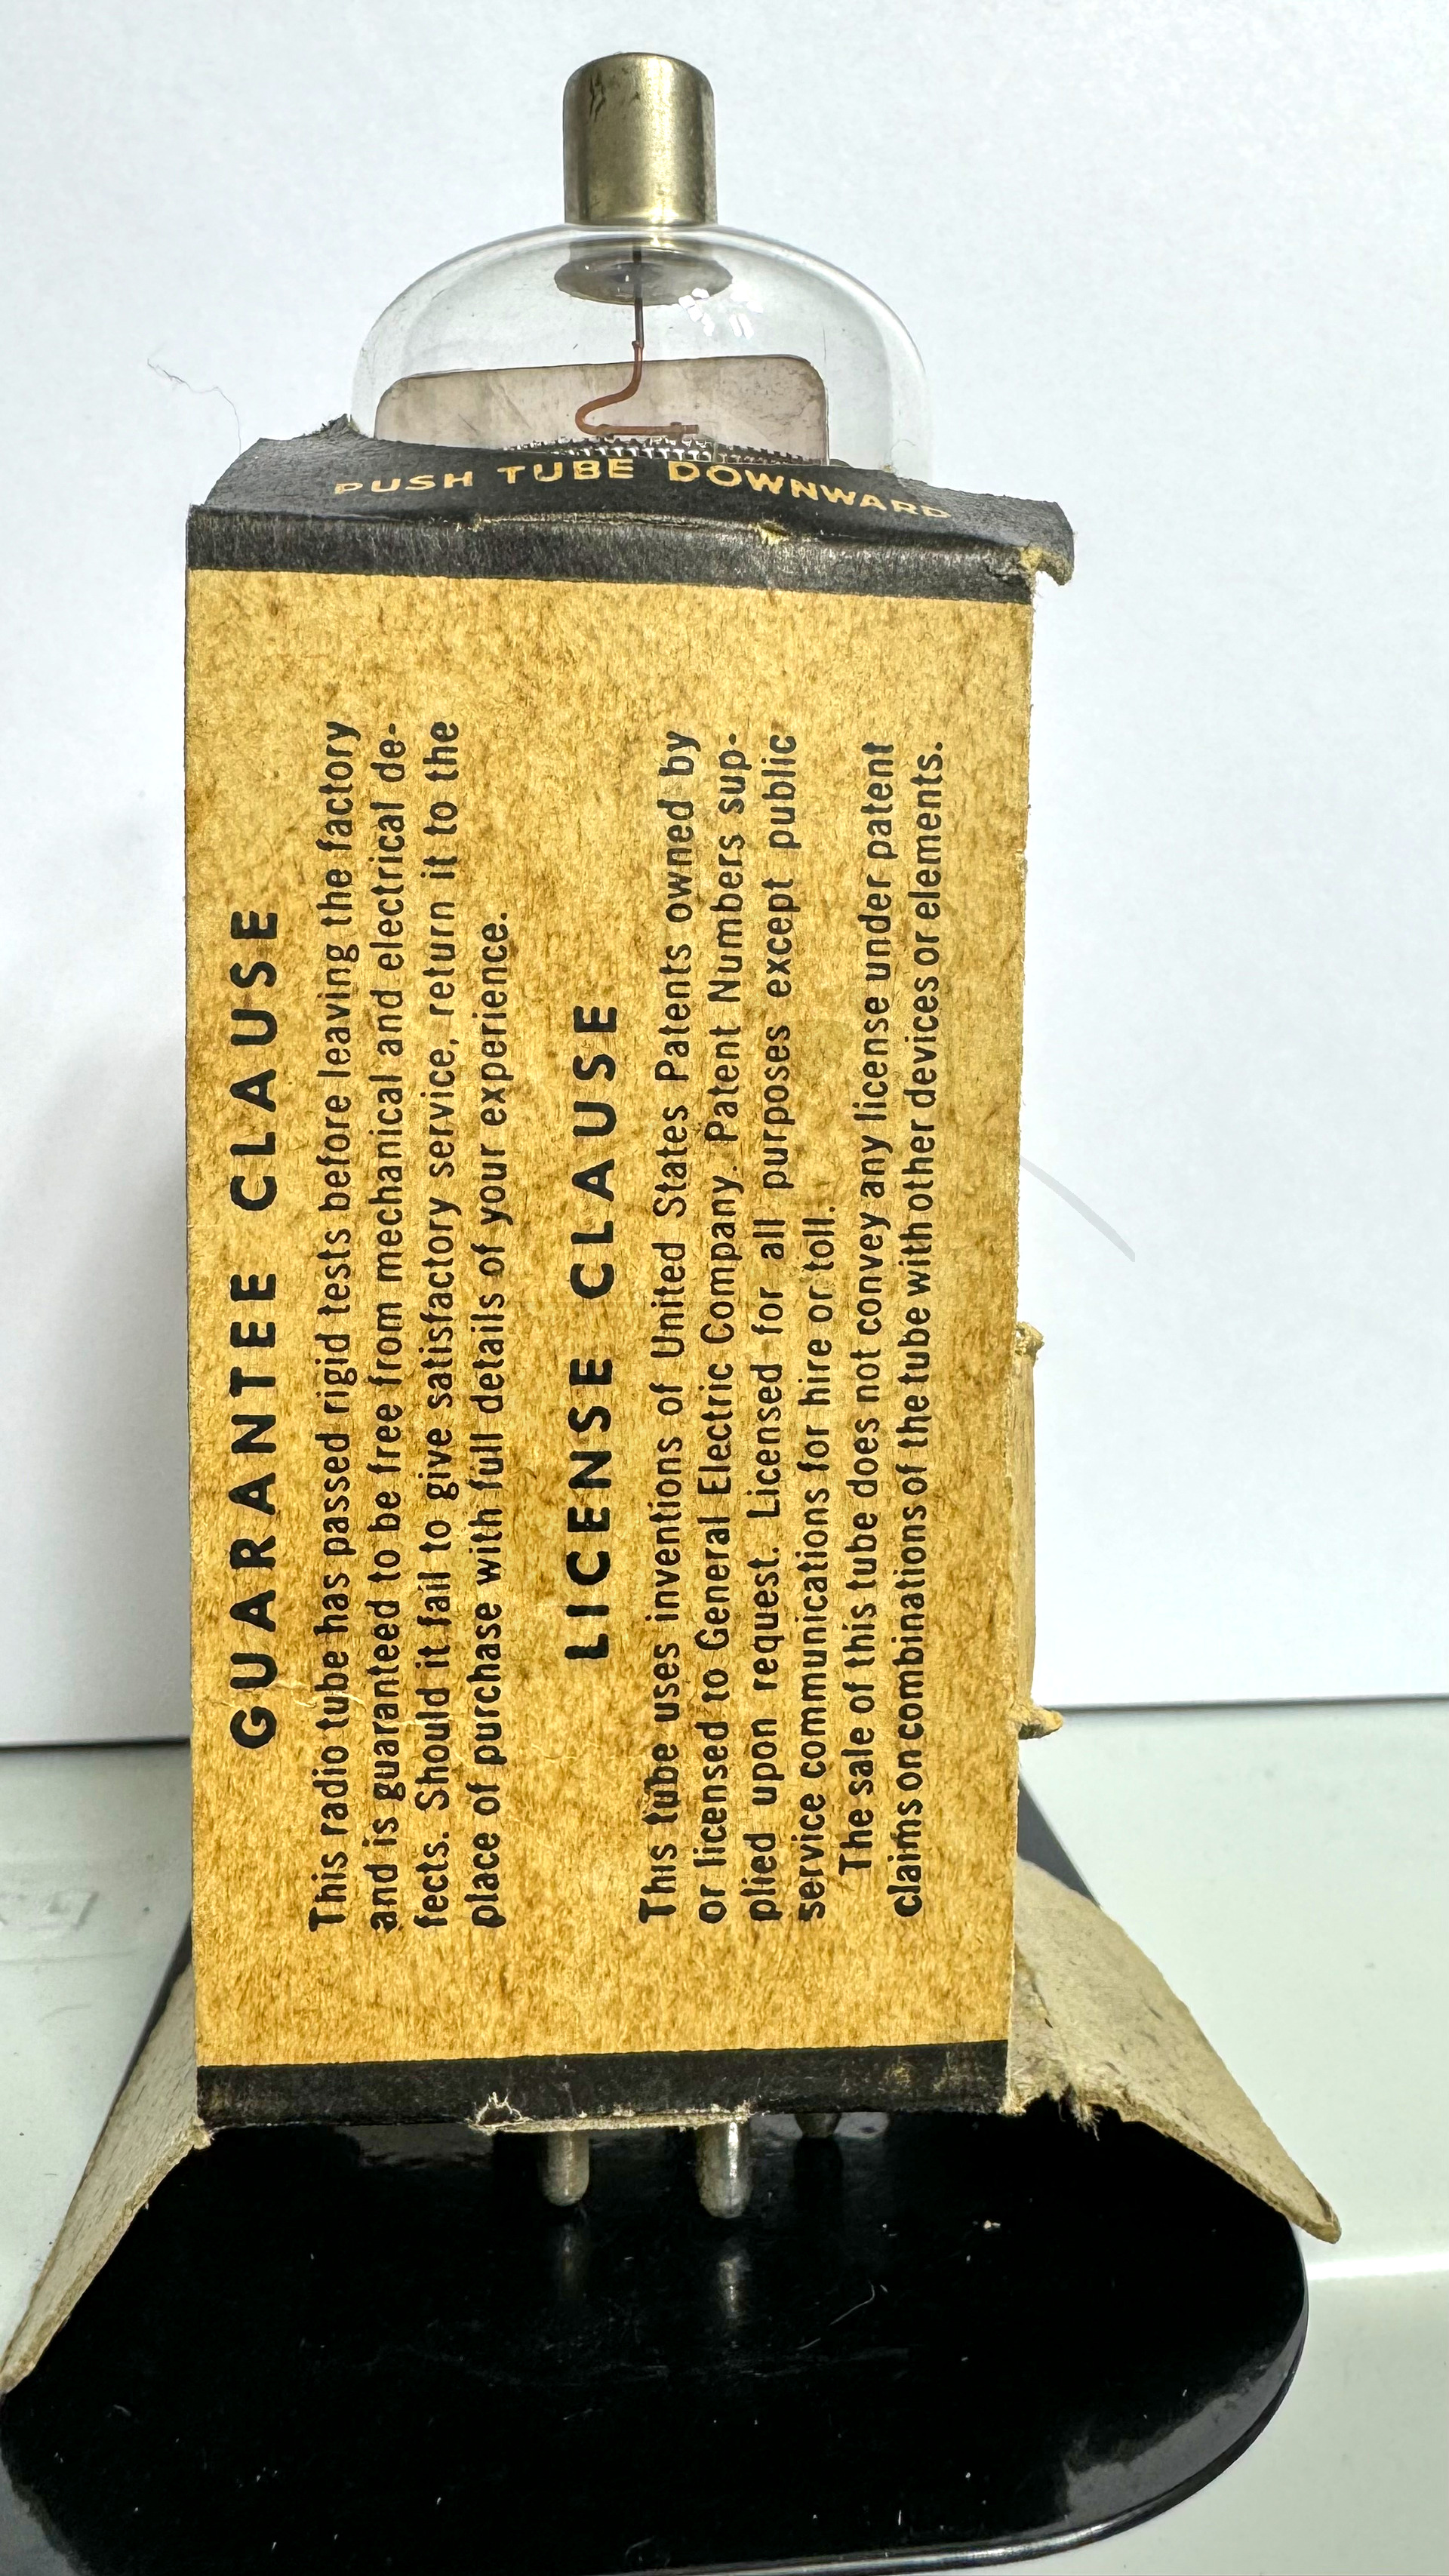 PUSH TUBE DOWNWARD
GUARANTEE CLAUSE
This radio tube has passed rigid tests before leaving the factory
and is guaranteed to be free from mechanical and electrical de-
fects. Should it fail to give satisfactory service, return it to the
place of purchase with full details of your experience.
LICENSE CLAUSE
This tube uses inventions of United States Patents owned by
or licensed to General Electric Company. Patent Numbers sup-
plied upon request. Licensed for all purposes except public
service communications for hire or toll.
The sale of this tube does not convey any license under patent
claims on combinations of the tube with other devices or elements.